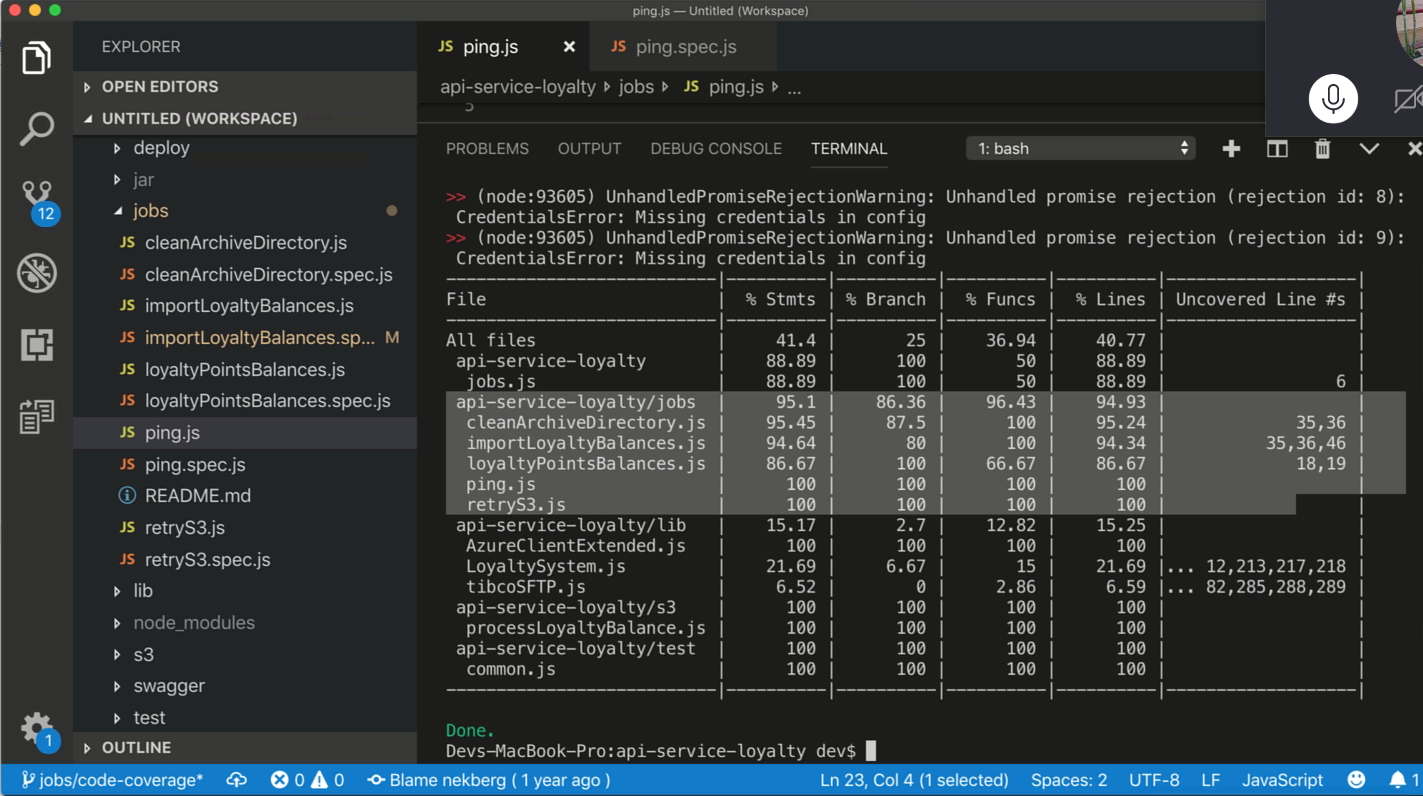 ping.js — Untitled (Workspace)
EXPLORER
OPEN EDITORS
UNTITLED (WORKSPACE)
deploy
jar
jobs
JS cleanArchiveDirectory.js
JS cleanArchiveDirectory.spec.js
JS importLoyaltyBalances.js
JS importLoyaltyBalances.sp... M
JS loyaltyPointsBalances.js
JS loyaltyPointsBalances.spec.js
JS ping.js
JS ping.spec.js
README.md
JS retryS3.js
JS retryS3.spec.js
lib
node_modules
s3
swagger
test
OUTLINE
12
1
JS ping.js
JS ping.spec.js
api-service-loyalty jobs JS ping.js ...
5
PROBLEMS OUTPUT DEBUG CONSOLE TERMINAL 1: bash
>> (node:93605) UnhandledPromiseRejectionWarning: Unhandled promise rejection (rejection id: 8):
CredentialsError: Missing credentials in config
>> (node:93605) UnhandledPromiseRejectionWarning: Unhandled promise rejection (rejection id: 9):
CredentialsError: Missing credentials in config
File | % Stmts | % Branch | % Funcs | % Lines | Uncovered Line #s |
All files | 41.4 | 25 | 36.94 | 40.77 | |
api-service-loyalty | 88.89 | 100 | 50 | 88.89 | |
jobs.js | 88.89 | 100 | 50 | 88.89 | 6 |
api-service-loyalty/jobs | 95.1 | 86.36 | 96.43 | 94.93 | |
cleanArchiveDirectory.js | 95.45 | 87.5 | 100 | 95.24 | 35,36 |
importLoyaltyBalances.js | 94.64 | 80 | 100 | 94.34 | 35,36,46 |
loyaltyPointsBalances.js | 86.67 | 100 | 66.67 | 86.67 | 18,19 |
ping.js | 100 | 100 | 100 | 100 | |
retryS3.js | 100 | 100 | 100 | 100 | |
api-service-loyalty/lib | 15.17 | 2.7 | 12.82 | 15.25 | |
AzureClientExtended.js | 100 | 100 | 100 | 100 | |
LoyaltySystem.js | 21.69 | 6.67 | 15 | 21.69 |... 12,213,217,218 |
tibcoSFTP.js | 6.52 | 0 | 2.86 | 6.59 |... 82,285,288,289 |
api-service-loyalty/s3 | 100 | 100 | 100 | 100 | |
processLoyaltyBalance.js | 100 | 100 | 100 | 100 | |
api-service-loyalty/test | 100 | 100 | 100 | 100 | |
common.js | 100 | 100 | 100 | 100 | |
Done.
Devs-MacBook-Pro:api-service-loyalty dev$
jobs/code-coverage* 0 0 Blame nekberg ( 1 year ago ) Ln 23, Col 4 (1 selected) Spaces: 2 UTF-8 LF JavaScript 1